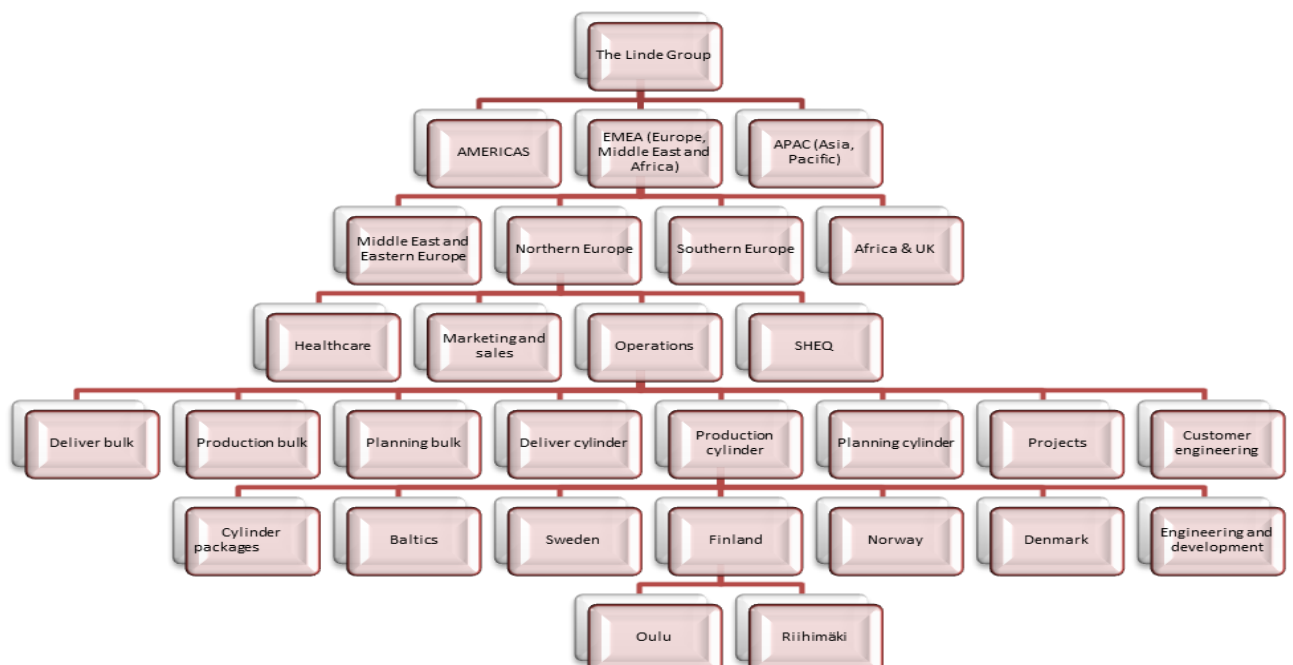 The Linde Group
AMERICAS
EMEA (Europe,
Middle East and
Africa)
APAC (Asia,
Pacific)
Middle East and
Eastern Europe
Northern Europe
Southern Europe
Africa & UK
Healthcare
Marketing and
sales
Operations
SHEQ
Deliver bulk
Production bulk
Planning bulk
Deliver cylinder
Production
cylinder
Planning cylinder
Projects
Customer
engineering
Cylinder
packages
Baltics
Sweden
Finland
Norway
Denmark
Engineering and
development
Oulu
Riihimäki